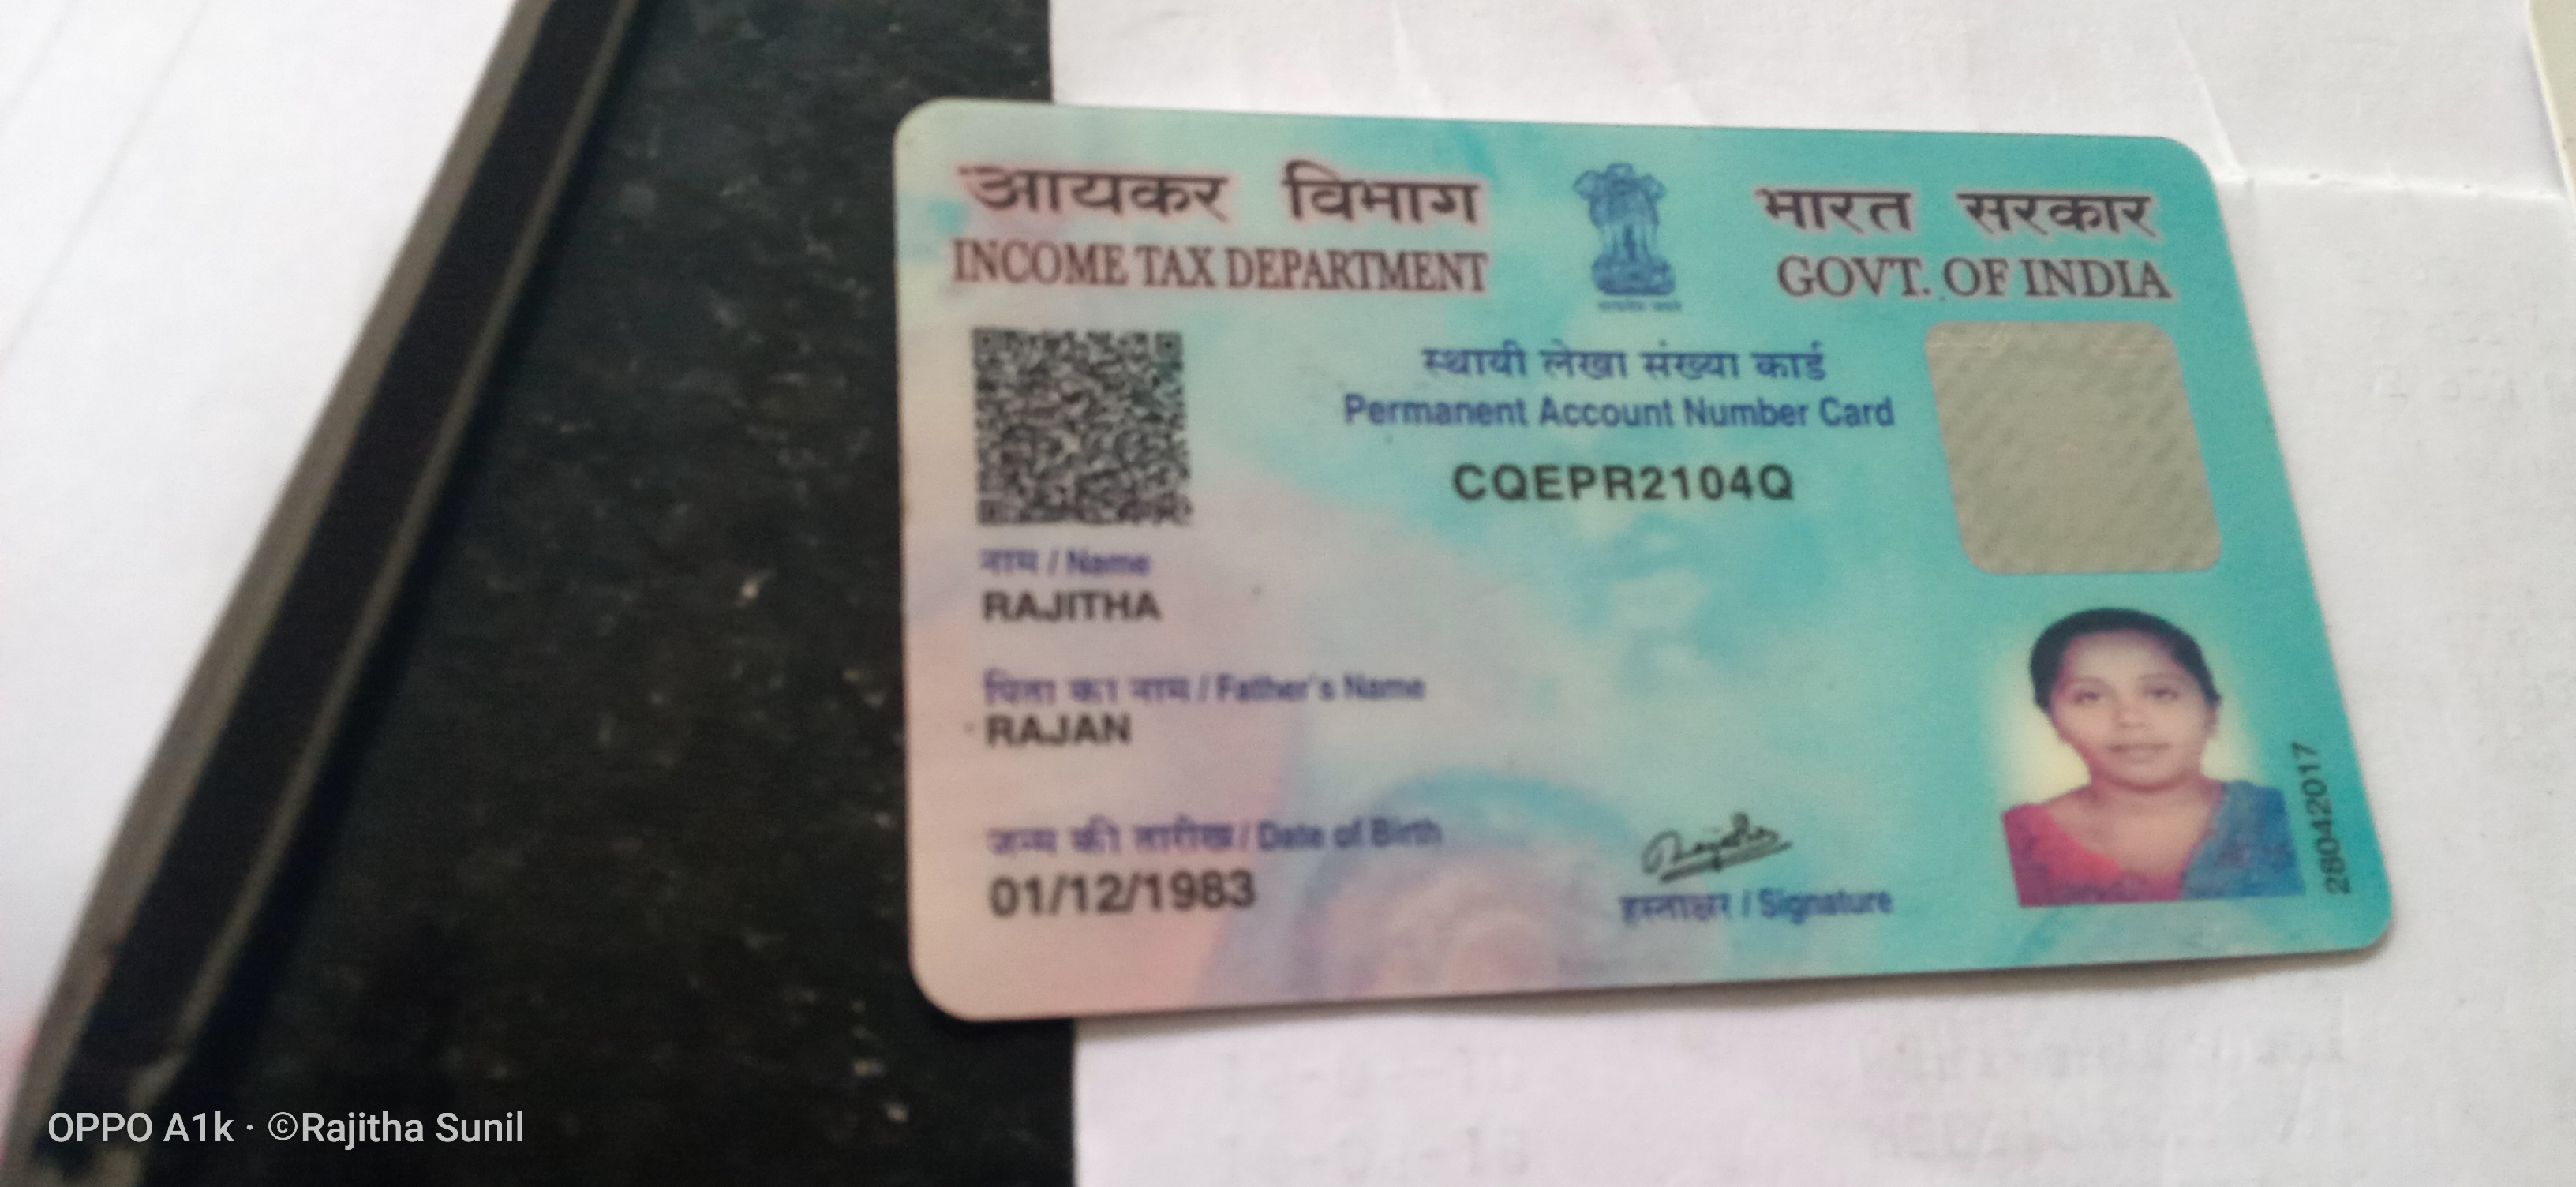 आयकर विभाग
INCOME TAX DEPARTMENT
भारत सरकार
GOVT. OF INDIA
स्थायी लेखा संख्या कार्ड
Permanent Account Number Card
CQEPR2104Q
नाम / Name
RAJITHA
पिता का नाम / Father's Name
RAJAN
जन्म की तारीख / Date of Birth
01/12/1983
हस्ताक्षर / Signature
28042017
OPPO A1k · ©Rajitha Sunil